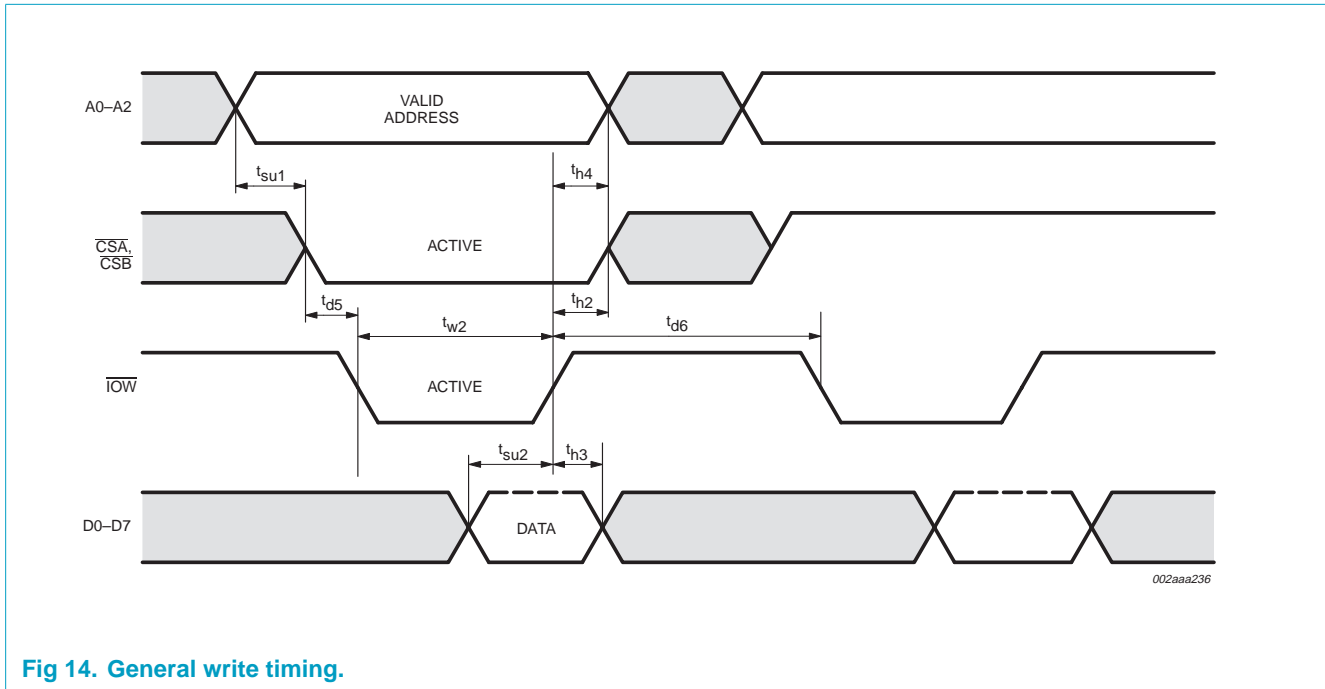 A0–A2
VALID
ADDRESS
tsu1
th4
CSA,
CSB
ACTIVE
td5
th2
tw2
td6
IOW
ACTIVE
tsu2
th3
D0–D7
DATA
002aaa236
Fig 14. General write timing.